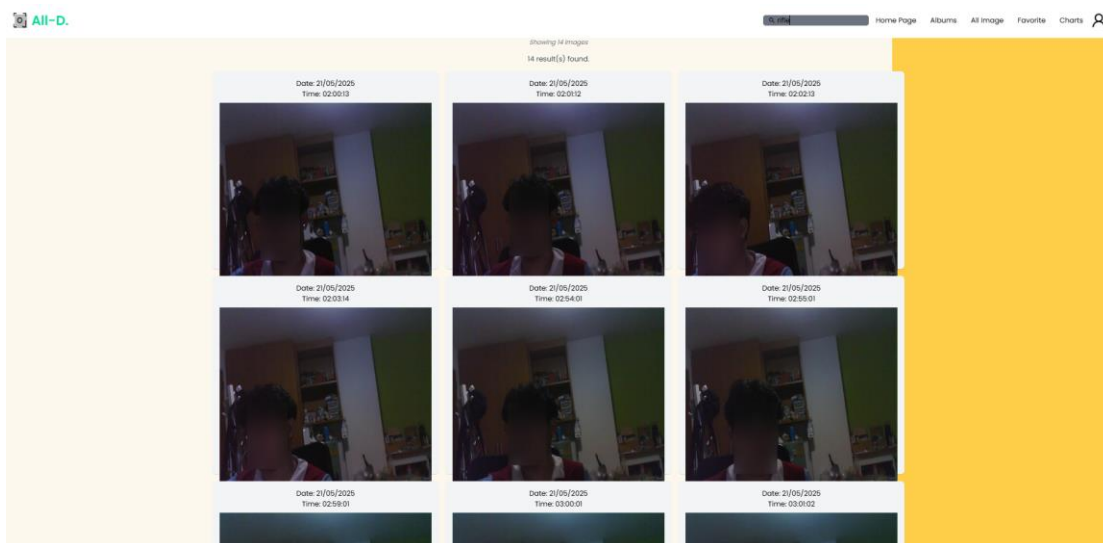 All-D.
rifle
Home Page
Albums
All Image
Favorite
Charts
Showing 14 images
14 result(s) found.
Date: 21/05/2025
Time: 02:00:13
Date: 21/05/2025
Time: 02:01:12
Date: 21/05/2025
Time: 02:02:13
Date: 21/05/2025
Time: 02:03:14
Date: 21/05/2025
Time: 02:54:01
Date: 21/05/2025
Time: 02:55:01
Date: 21/05/2025
Time: 02:59:01
Date: 21/05/2025
Time: 03:00:01
Date: 21/05/2025
Time: 03:01:02